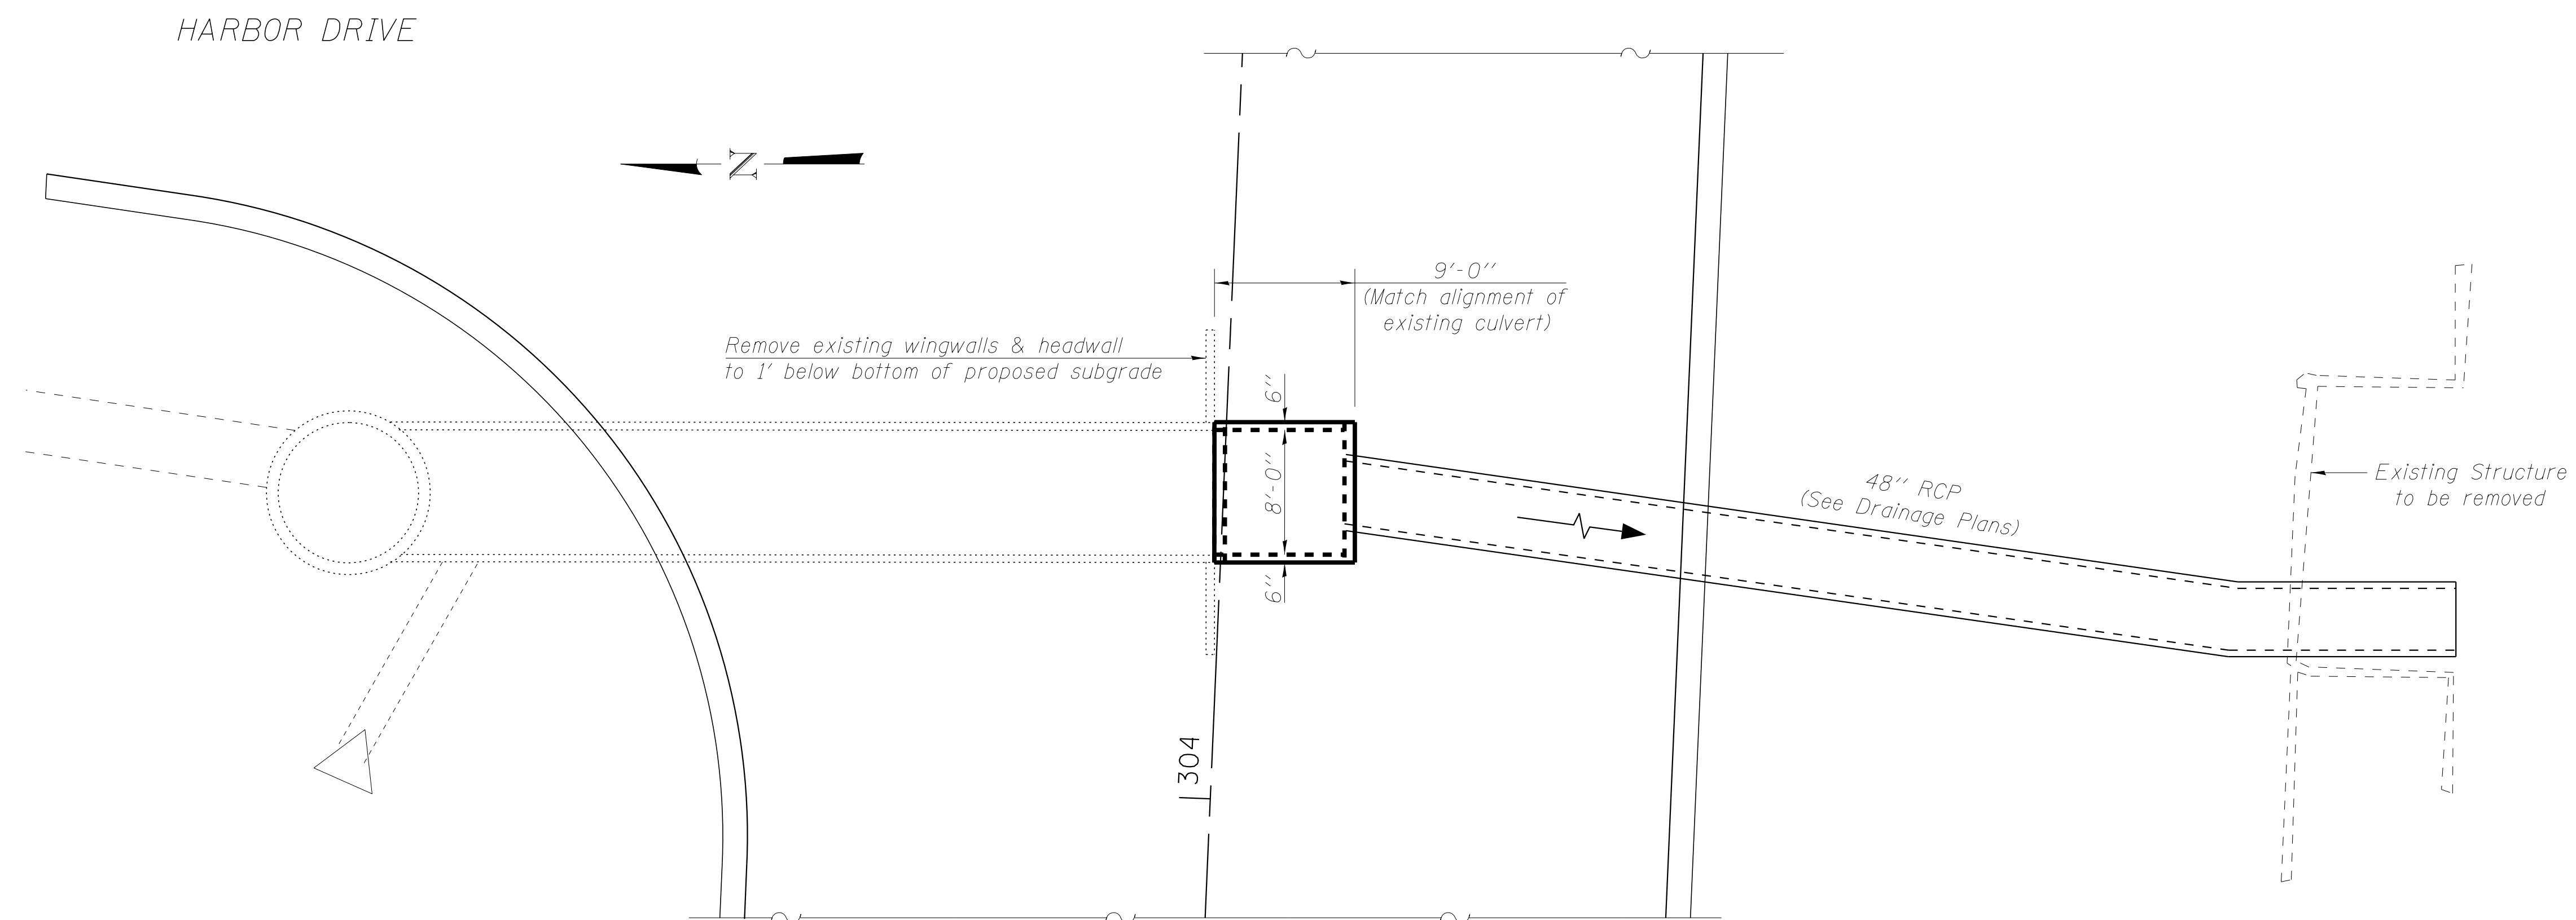 HARBOR DRIVE
N
9'-0''
(Match alignment of
existing culvert)
Remove existing wingwalls & headwall
to 1' below bottom of proposed subgrade
6''
8'-0''
6''
48'' RCP
(See Drainage Plans)
Existing Structure
to be removed
1304